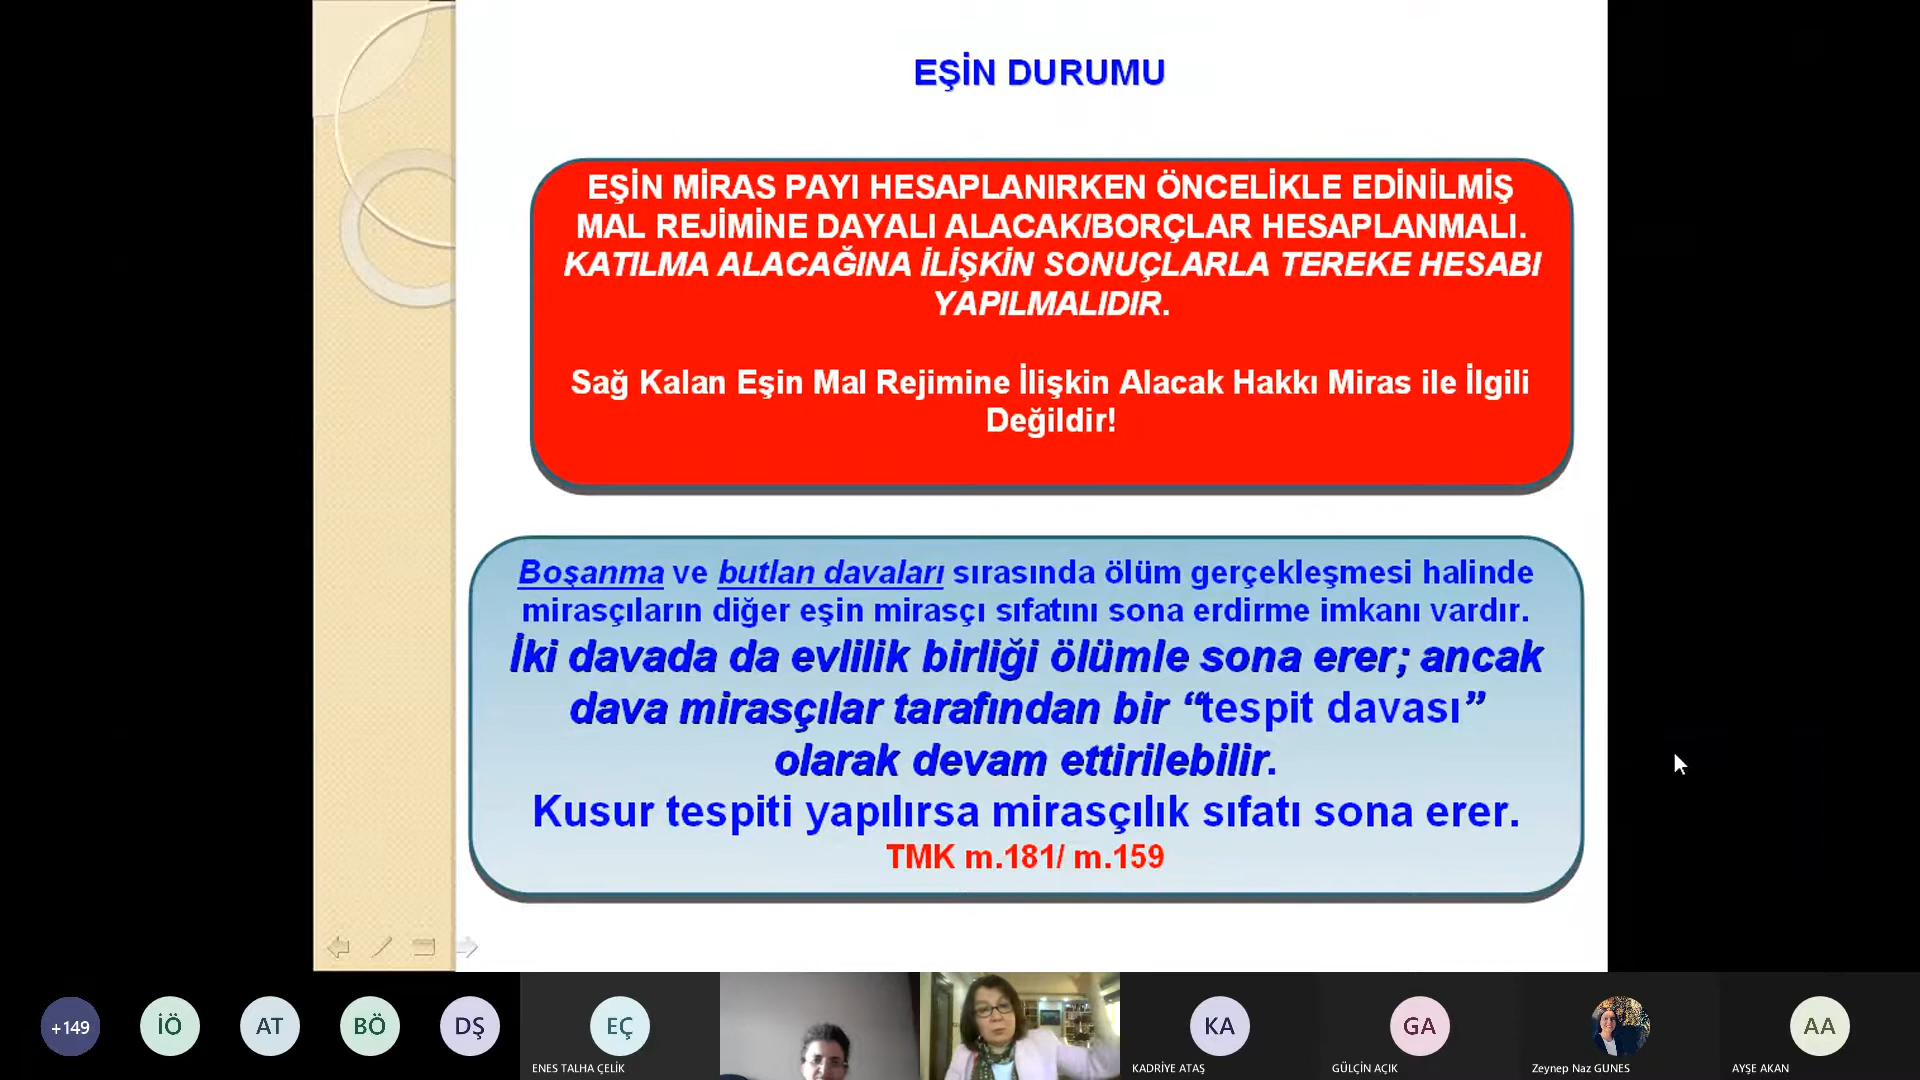 EŞİN DURUMU
EŞİN MİRAS PAYI HESAPLANIRKEN ÖNCELİKLE EDİNİLMİŞ
MAL REJİMİNE DAYALI ALACAK/BORÇLAR HESAPLANMALI.
KATILMA ALACAĞINA İLİŞKİN SONUÇLARLA TEREKE HESABI
YAPILMALIDIR.
Sağ Kalan Eşin Mal Rejimine İlişkin Alacak Hakkı Miras ile İlgili
Değildir!
Boşanma ve butlan davaları sırasında ölüm gerçekleşmesi halinde
mirasçıların diğer eşin mirasçı sıfatını sona erdirme imkanı vardır.
İki davada da evlilik birliği ölümle sona erer; ancak
dava mirasçılar tarafından bir “tespit davası”
olarak devam ettirilebilir.
Kusur tespiti yapılırsa mirasçılık sıfatı sona erer.
TMK m.181/ m.159
+149
İÖ
AT
BÖ
DŞ
EÇ
ENES TALHA ÇELİK
KA
KADRİYE ATAŞ
GA
GÜLÇİN AÇIK
Zeynep Naz GUNES
AA
AYŞE AKAN